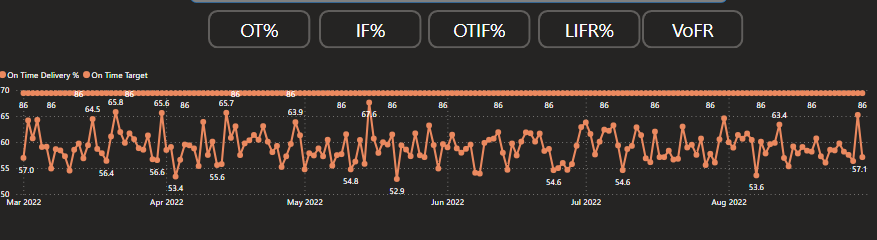 OT% IF% OTIF% LIFR% VoFR
On Time Delivery % On Time Target
70
86 86 86 86
86 86 86 86 86 86 86 86 86 86 86 86
65.8 65.6 65.7 67.6
64.5 63.9 63.4
65
60
55
57.0 56.4 56.6 55.6 54.8 54.6 54.6 57.1
53.4 52.9 53.6
50
Mar 2022 Apr 2022 May 2022 Jun 2022 Jul 2022 Aug 2022